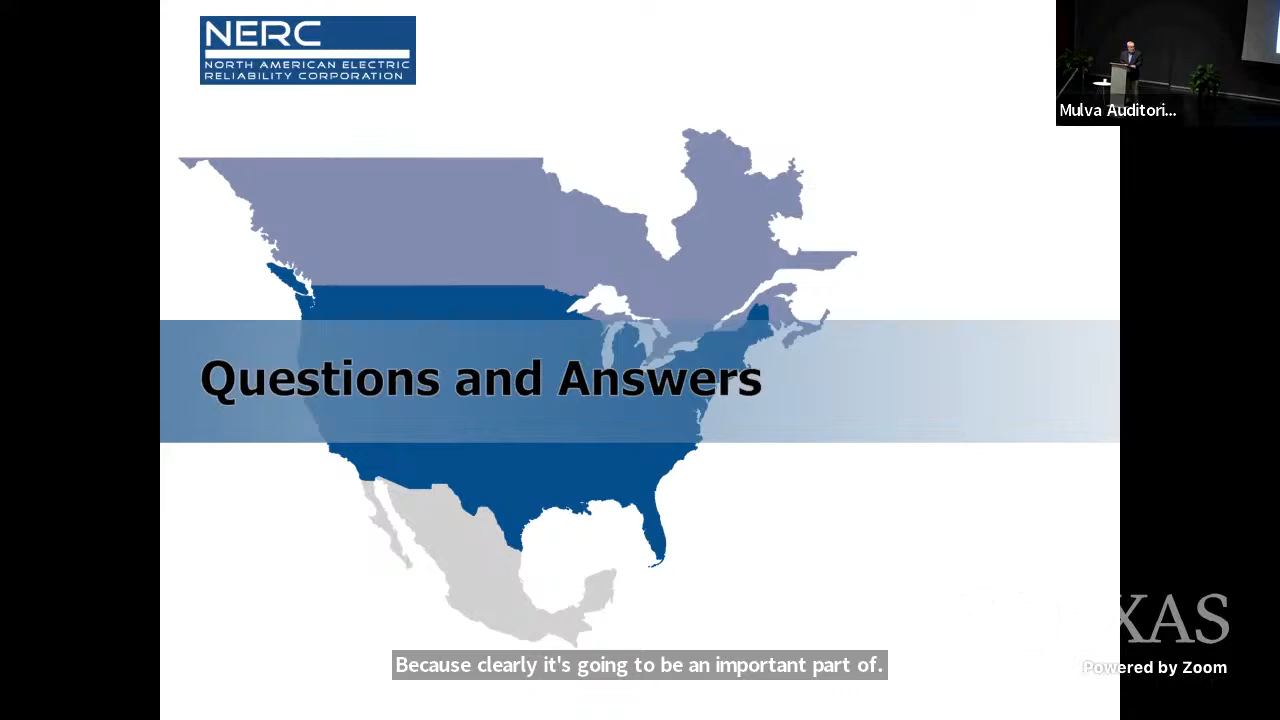 NERC
NORTH AMERICAN ELECTRIC
RELIABILITY CORPORATION
Mulva Auditori...
Questions and Answers
XAS
Because clearly it's going to be an important part of.
Powered by Zoom